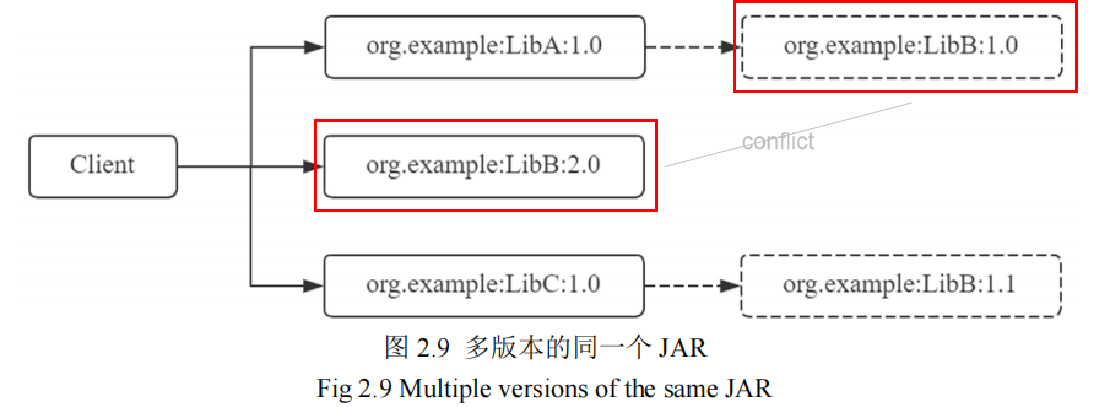 org.example:LibA:1.0
org.example:LibB:1.0
conflict
Client
org.example:LibB:2.0
org.example:LibC:1.0
org.example:LibB:1.1
图 2.9 多版本的同一个 JAR
Fig 2.9 Multiple versions of the same JAR